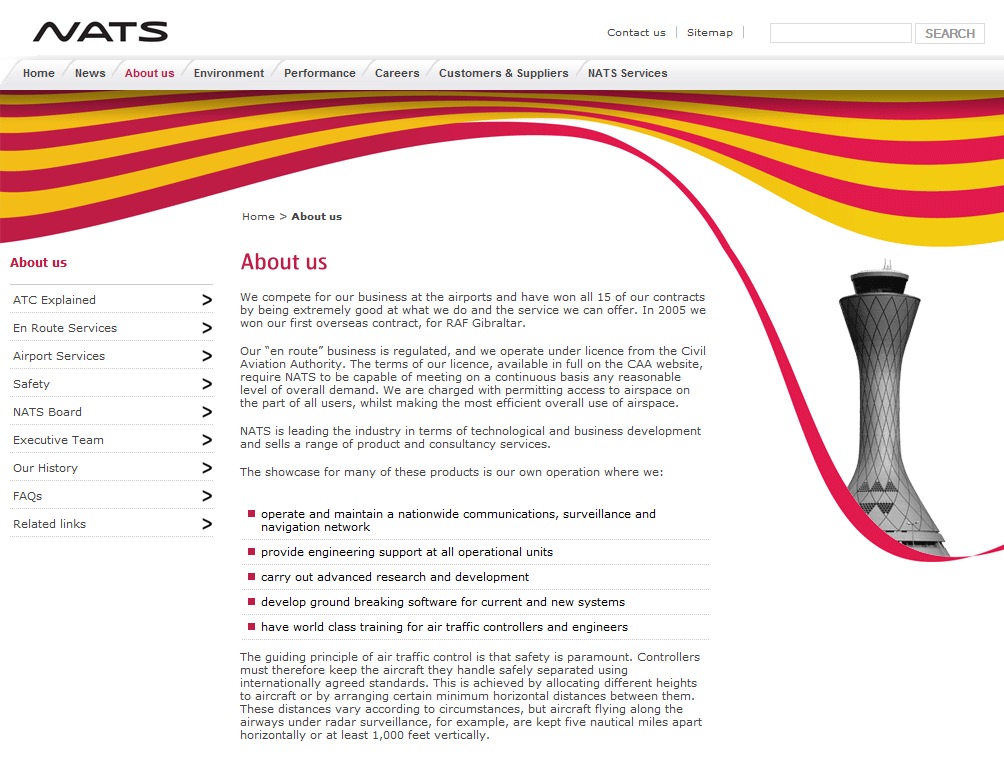 NATS
Contact us
Sitemap
SEARCH
Home
News
About us
Environment
Performance
Careers
Customers & Suppliers
NATS Services
Home > About us
About us
ATC Explained
En Route Services
Airport Services
Safety
NATS Board
Executive Team
Our History
FAQs
Related links
About us
We compete for our business at the airports and have won all 15 of our contracts
by being extremely good at what we do and the service we can offer. In 2005 we
won our first overseas contract, for RAF Gibraltar.
Our “en route” business is regulated, and we operate under licence from the Civil
Aviation Authority. The terms of our licence, available in full on the CAA website,
require NATS to be capable of meeting on a continuous basis any reasonable
level of overall demand. We are charged with permitting access to airspace on
the part of all users, whilst making the most efficient overall use of airspace.
NATS is leading the industry in terms of technological and business development
and sells a range of product and consultancy services.
The showcase for many of these products is our own operation where we:
operate and maintain a nationwide communications, surveillance and
navigation network
provide engineering support at all operational units
carry out advanced research and development
develop ground breaking software for current and new systems
have world class training for air traffic controllers and engineers
The guiding principle of air traffic control is that safety is paramount. Controllers
must therefore keep the aircraft they handle safely separated using
internationally agreed standards. This is achieved by allocating different heights
to aircraft or by arranging certain minimum horizontal distances between them.
These distances vary according to circumstances, but aircraft flying along the
airways under radar surveillance, for example, are kept five nautical miles apart
horizontally or at least 1,000 feet vertically.